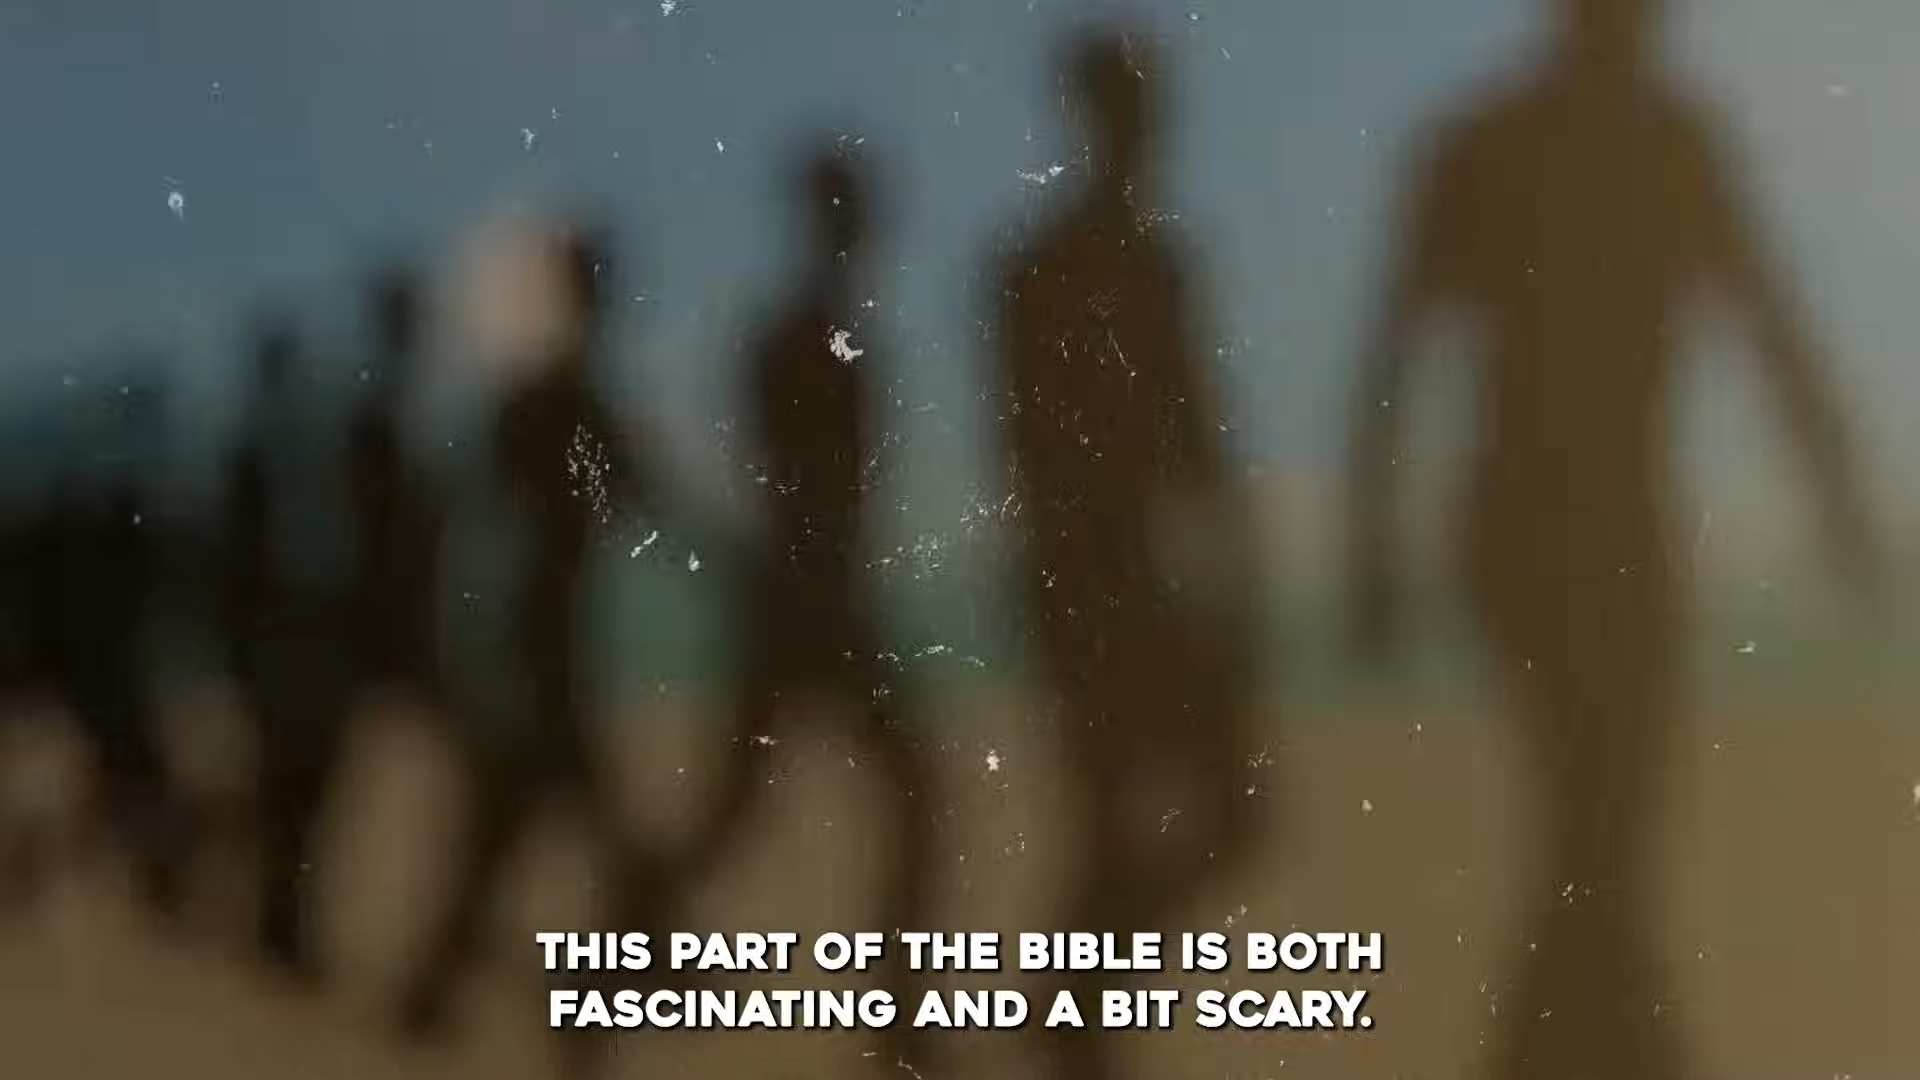 THIS PART OF THE BIBLE IS BOTH
FASCINATING AND A BIT SCARY.